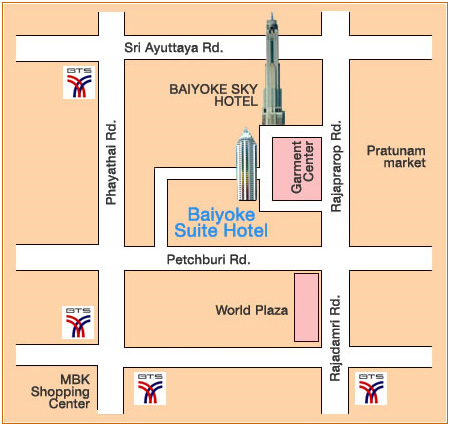 Sri Ayuttaya Rd.
BTS
BAIYOKE SKY
HOTEL
Phayathai Rd.
Garment
Center
Rajaprarop Rd.
Pratunam
market
Baiyoke
Suite Hotel
Petchburi Rd.
World Plaza
Rajadamri Rd.
BTS
MBK
Shopping
Center
BTS
BTS